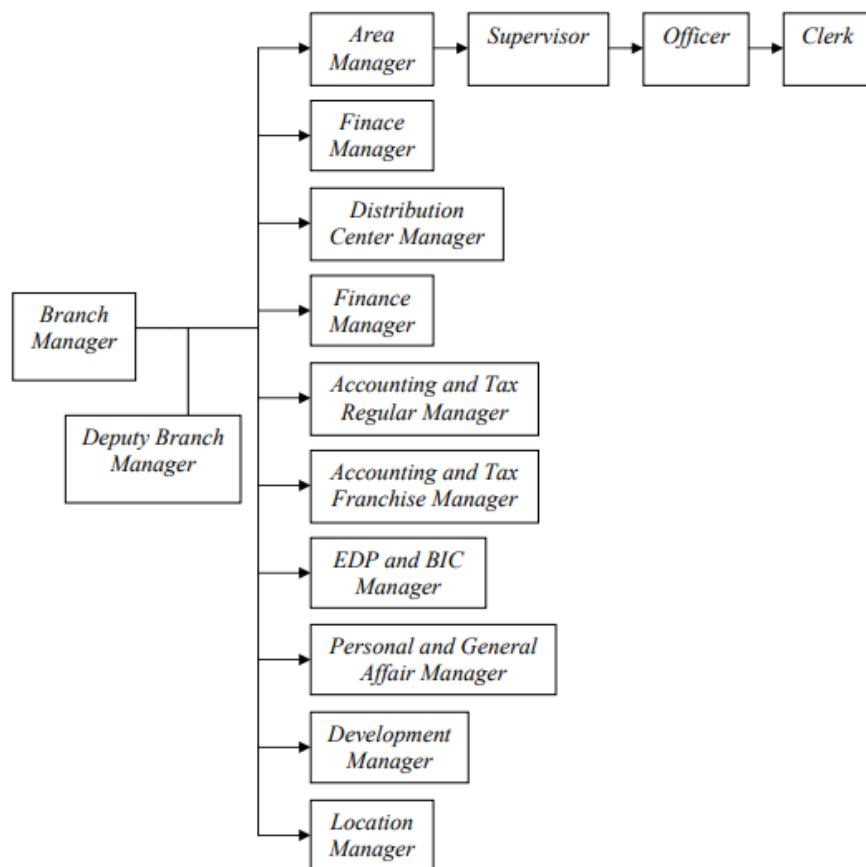 Area
Manager
Supervisor
Officer
Clerk
Finace
Manager
Distribution
Center Manager
Finance
Manager
Branch
Manager
Accounting and Tax
Regular Manager
Deputy Branch
Manager
Accounting and Tax
Franchise Manager
EDP and BIC
Manager
Personal and General
Affair Manager
Development
Manager
Location
Manager